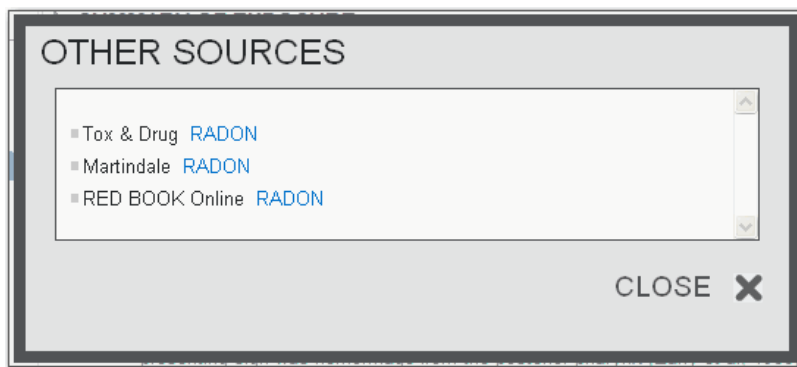 OTHER SOURCES
Tox & Drug RADON
Martindale RADON
RED BOOK Online RADON
CLOSE